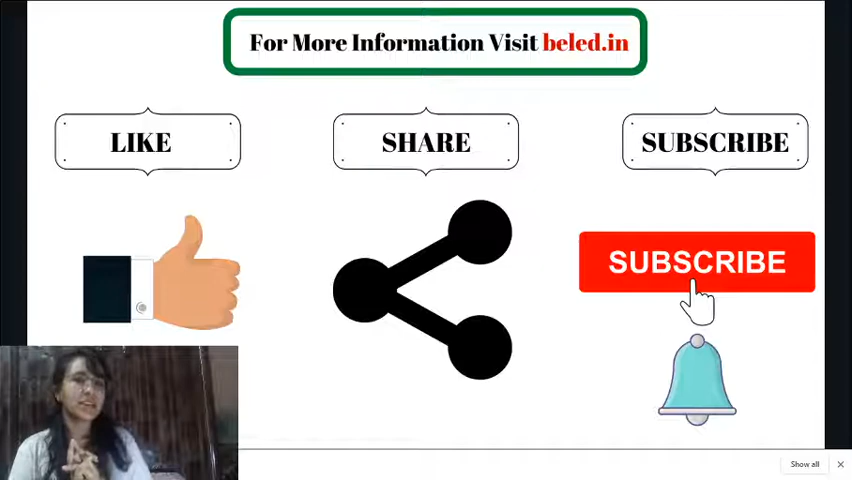 For More Information Visit beled.in
LIKE
SHARE
SUBSCRIBE
SUBSCRIBE
Show all